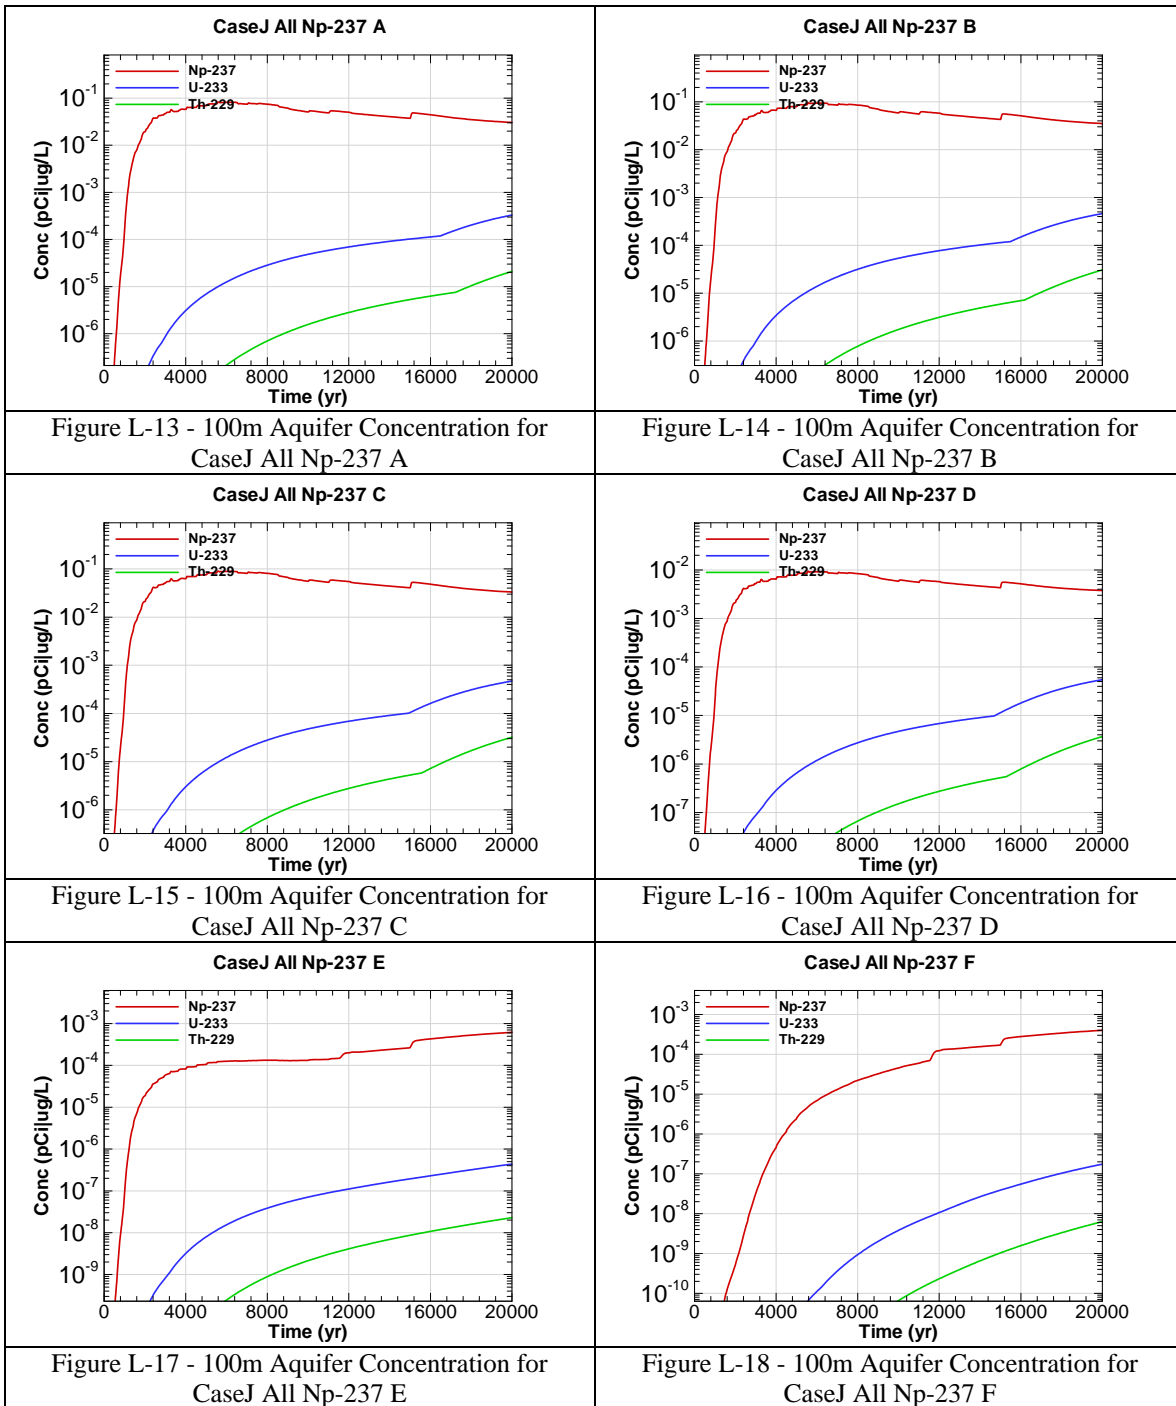 CaseJ All Np-237 A
Np-237
U-233
Th-229
Conc (pCi|ug/L)
10-1
10-2
10-3
10-4
10-5
10-6
0 4000 8000 12000 16000 20000
Time (yr)
Figure L-13 - 100m Aquifer Concentration for
CaseJ All Np-237 A
CaseJ All Np-237 B
Np-237
U-233
Th-229
Conc (pCi|ug/L)
10-1
10-2
10-3
10-4
10-5
10-6
0 4000 8000 12000 16000 20000
Time (yr)
Figure L-14 - 100m Aquifer Concentration for
CaseJ All Np-237 B
CaseJ All Np-237 C
Np-237
U-233
Th-229
Conc (pCi|ug/L)
10-1
10-2
10-3
10-4
10-5
10-6
0 4000 8000 12000 16000 20000
Time (yr)
Figure L-15 - 100m Aquifer Concentration for
CaseJ All Np-237 C
CaseJ All Np-237 D
Np-237
U-233
Th-229
Conc (pCi|ug/L)
10-2
10-3
10-4
10-5
10-6
10-7
0 4000 8000 12000 16000 20000
Time (yr)
Figure L-16 - 100m Aquifer Concentration for
CaseJ All Np-237 D
CaseJ All Np-237 E
Np-237
U-233
Th-229
Conc (pCi|ug/L)
10-3
10-4
10-5
10-6
10-7
10-8
10-9
0 4000 8000 12000 16000 20000
Time (yr)
Figure L-17 - 100m Aquifer Concentration for
CaseJ All Np-237 E
CaseJ All Np-237 F
Np-237
U-233
Th-229
Conc (pCi|ug/L)
10-3
10-4
10-5
10-6
10-7
10-8
10-9
10-10
0 4000 8000 12000 16000 20000
Time (yr)
Figure L-18 - 100m Aquifer Concentration for
CaseJ All Np-237 F